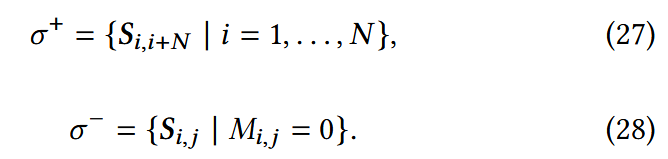 σ⁺ = {S_{i,i+N} | i = 1, . . . , N}, (27)
σ⁻ = {S_{i,j} | M_{i,j} = 0}. (28)